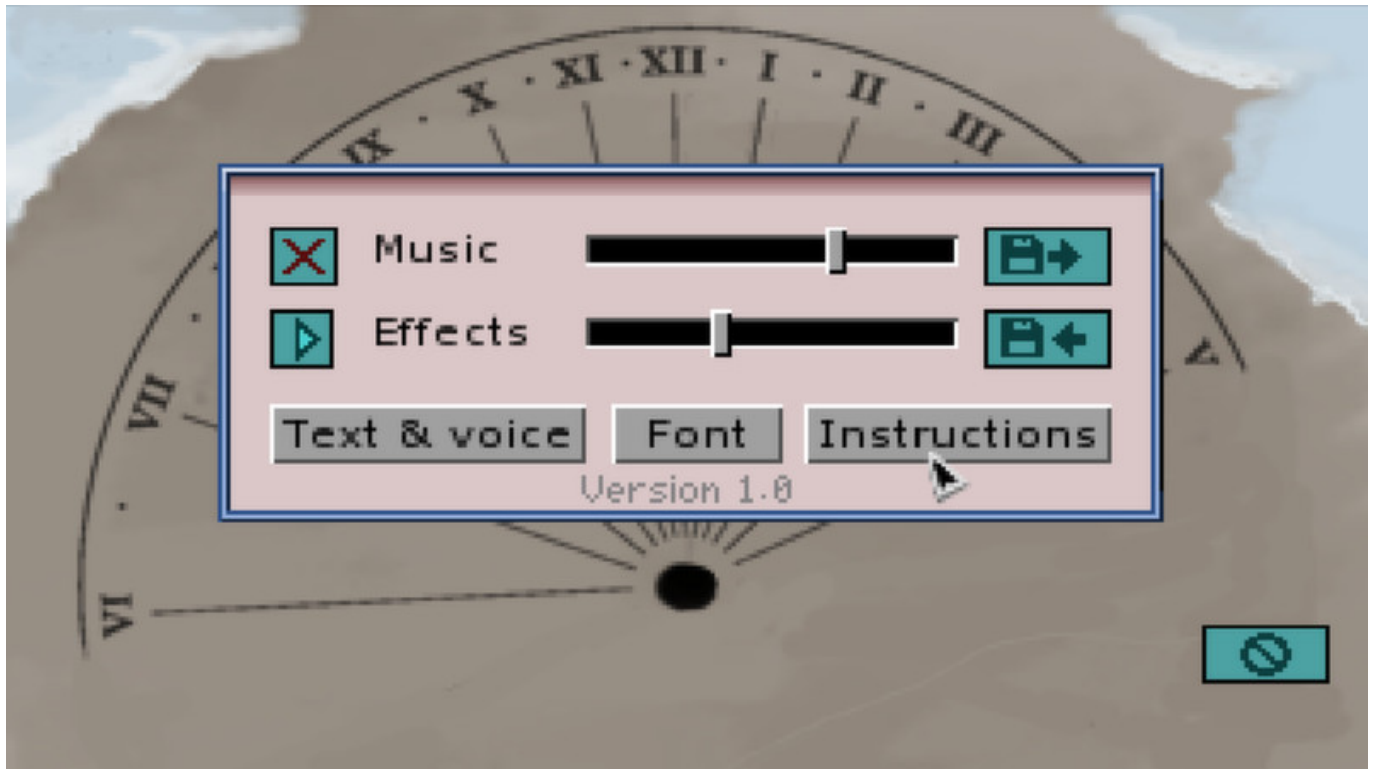 VI
VII
IX
X
XI
XII
I
II
III
V
Music
Effects
Text & voice
Font
Instructions
Version 1.0